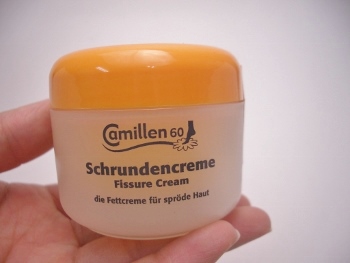 Camillen 60
Schrundencreme
Fissure Cream
die Fettcreme für spröde Haut